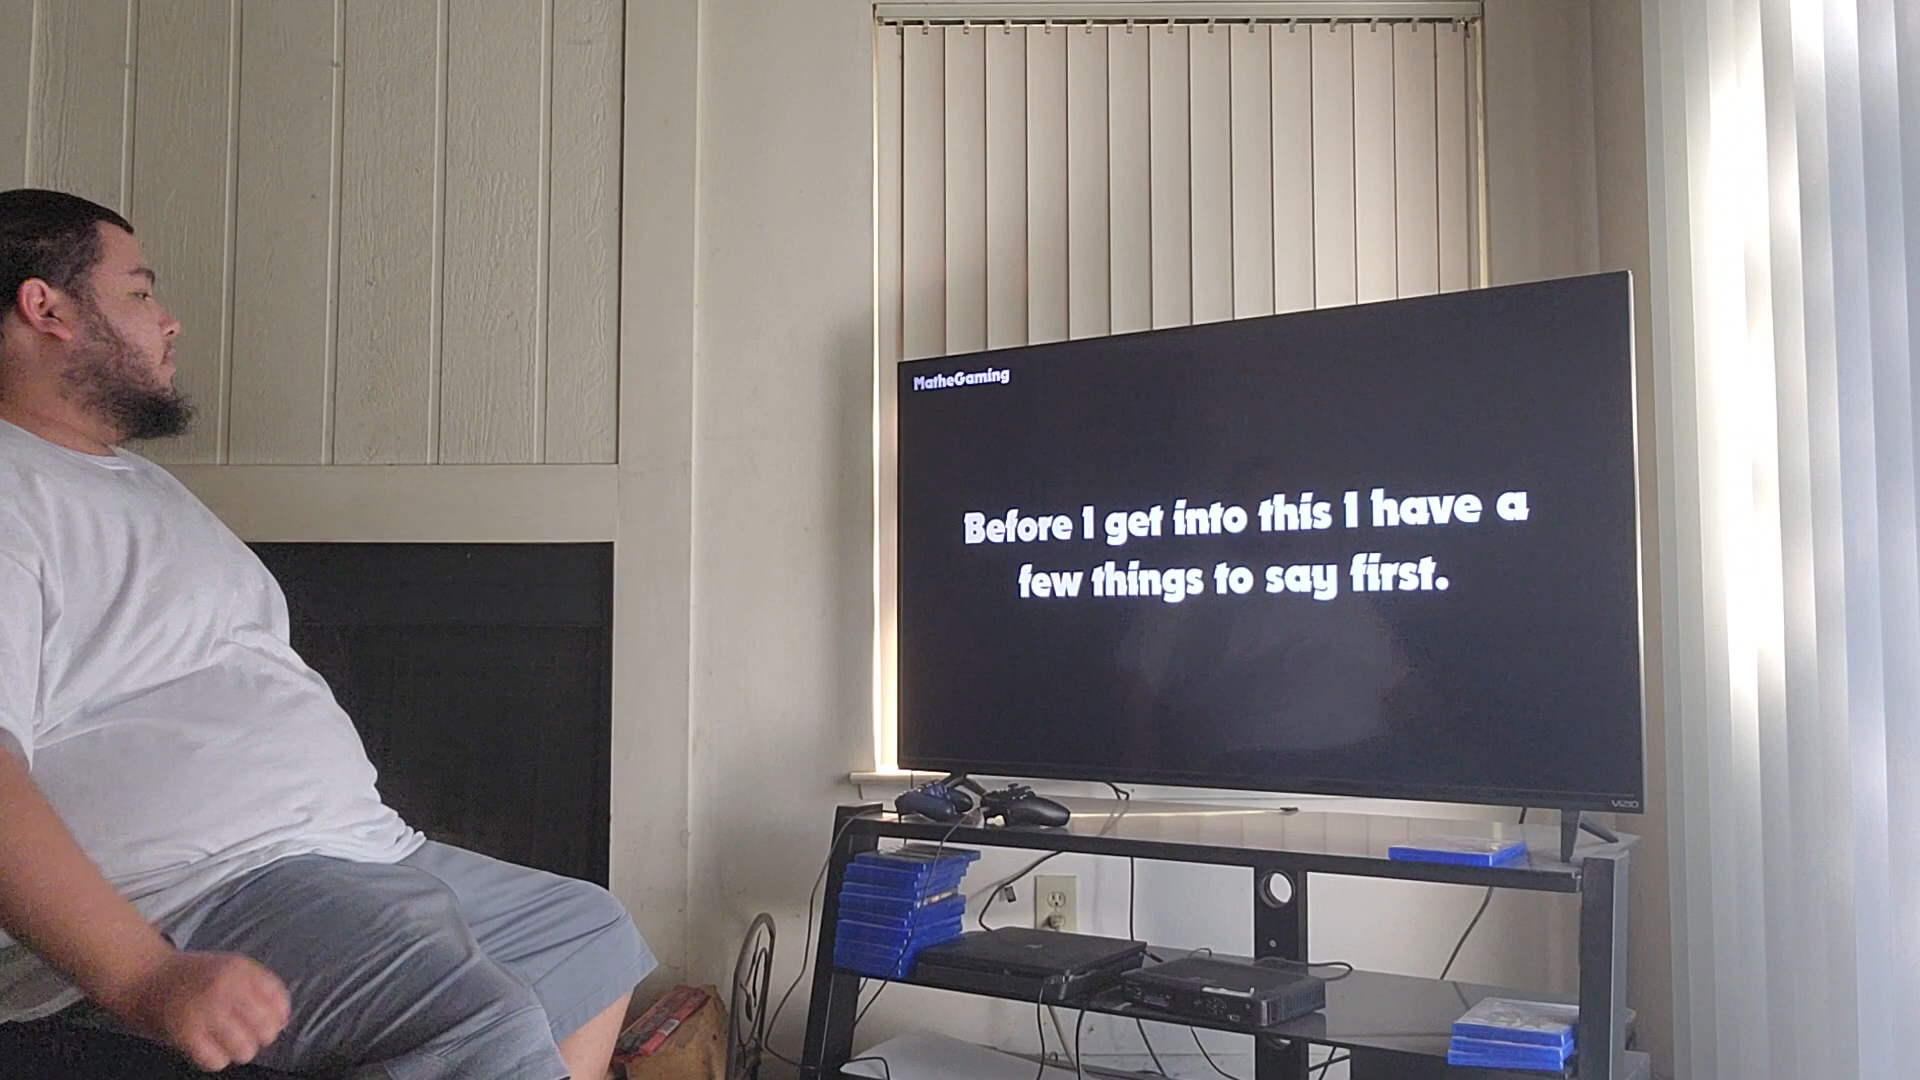 MatheGaming
Before I get into this I have a
few things to say first.
VIZIO